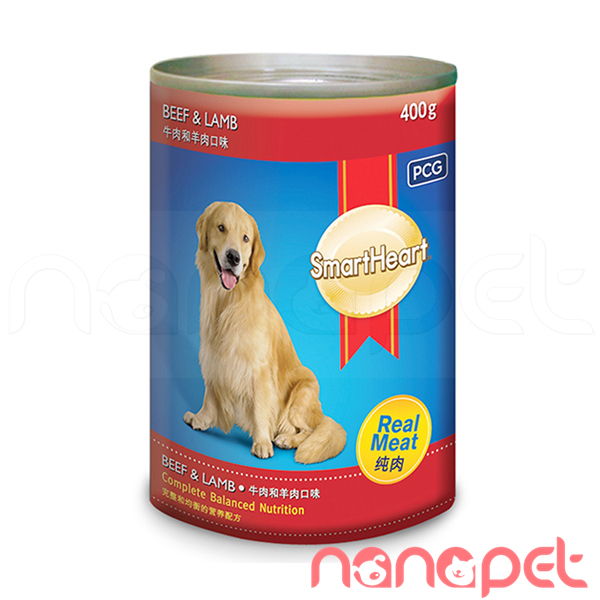 BEEF & LAMB
牛肉和羊肉口味
400g
PCG
SmartHeart
nanapet
Real
Meat
纯肉
BEEF & LAMB • 牛肉和羊肉口味
Complete Balanced Nutrition
完整和均衡的营养配方
nanapet